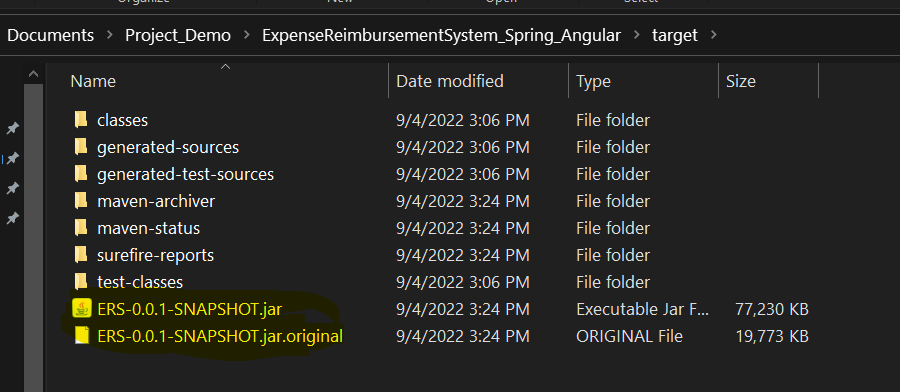 Organize New Open Select
Documents > Project_Demo > ExpenseReimbursementSystem_Spring_Angular > target >
Name Date modified Type Size
classes 9/4/2022 3:06 PM File folder
generated-sources 9/4/2022 3:06 PM File folder
generated-test-sources 9/4/2022 3:06 PM File folder
maven-archiver 9/4/2022 3:24 PM File folder
maven-status 9/4/2022 3:24 PM File folder
surefire-reports 9/4/2022 3:24 PM File folder
test-classes 9/4/2022 3:06 PM File folder
ERS-0.0.1-SNAPSHOT.jar 9/4/2022 3:24 PM Executable Jar F... 77,230 KB
ERS-0.0.1-SNAPSHOT.jar.original 9/4/2022 3:24 PM ORIGINAL File 19,773 KB